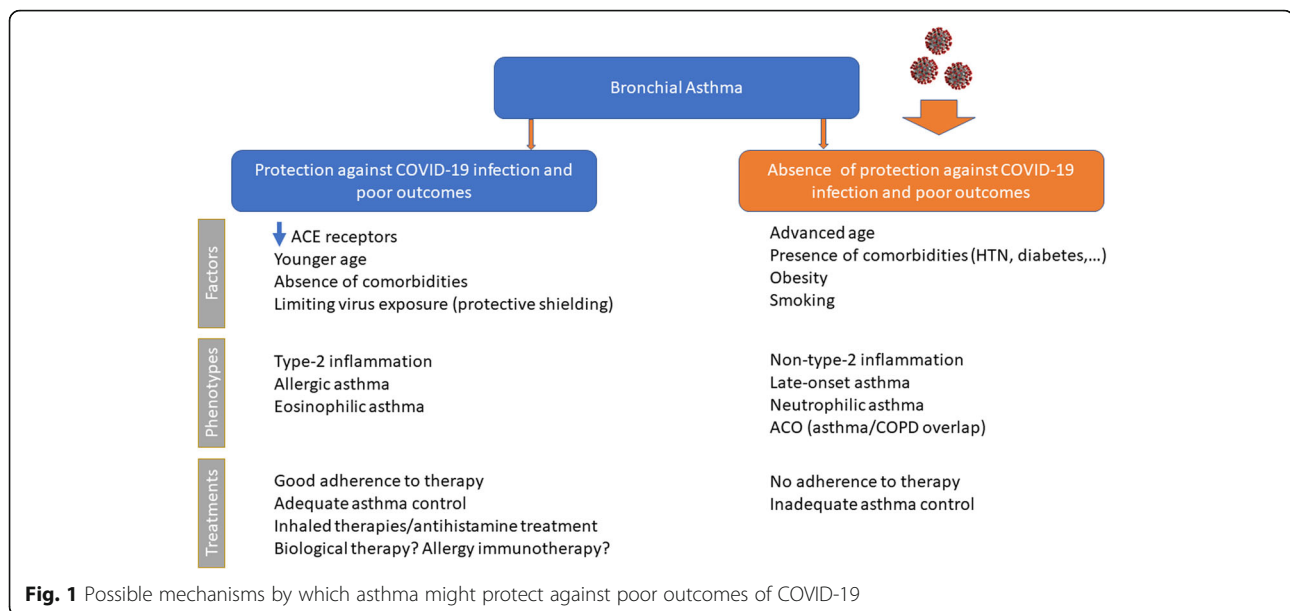 Bronchial Asthma
Protection against COVID-19 infection and
poor outcomes
Absence of protection against COVID-19
infection and poor outcomes
Factors
ACE receptors
Younger age
Absence of comorbidities
Limiting virus exposure (protective shielding)
Advanced age
Presence of comorbidities (HTN, diabetes,...)
Obesity
Smoking
Phenotypes
Type-2 inflammation
Allergic asthma
Eosinophilic asthma
Non-type-2 inflammation
Late-onset asthma
Neutrophilic asthma
ACO (asthma/COPD overlap)
Treatments
Good adherence to therapy
Adequate asthma control
Inhaled therapies/antihistamine treatment
Biological therapy? Allergy immunotherapy?
No adherence to therapy
Inadequate asthma control
Fig. 1 Possible mechanisms by which asthma might protect against poor outcomes of COVID-19